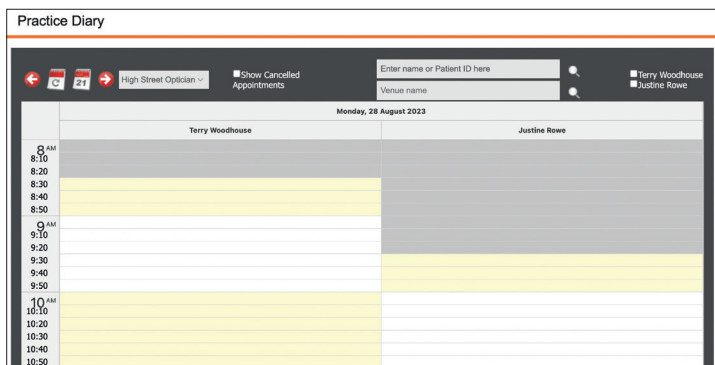 Practice Diary
C
21
High Street Optician
Show Cancelled
Appointments
Enter name or Patient ID here
Venue name
Terry Woodhouse
Justine Rowe
Monday, 28 August 2023
Terry Woodhouse
Justine Rowe
8 AM
8:10
8:20
8:30
8:40
8:50
9 AM
9:10
9:20
9:30
9:40
9:50
10 AM
10:10
10:20
10:30
10:40
10:50